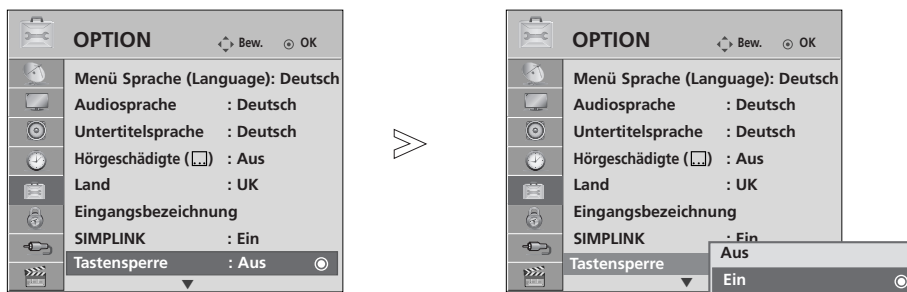 OPTION Bew. OK
Menü Sprache (Language): Deutsch
Audiosprache : Deutsch
Untertitelsprache : Deutsch
Hörgeschädigte ( ) : Aus
Land : UK
Eingangsbezeichnung
SIMPLINK : Ein
Tastensperre : Aus
OPTION Bew. OK
Menü Sprache (Language): Deutsch
Audiosprache : Deutsch
Untertitelsprache : Deutsch
Hörgeschädigte ( ) : Aus
Land : UK
Eingangsbezeichnung
SIMPLINK : Ein
Tastensperre
Aus
Ein